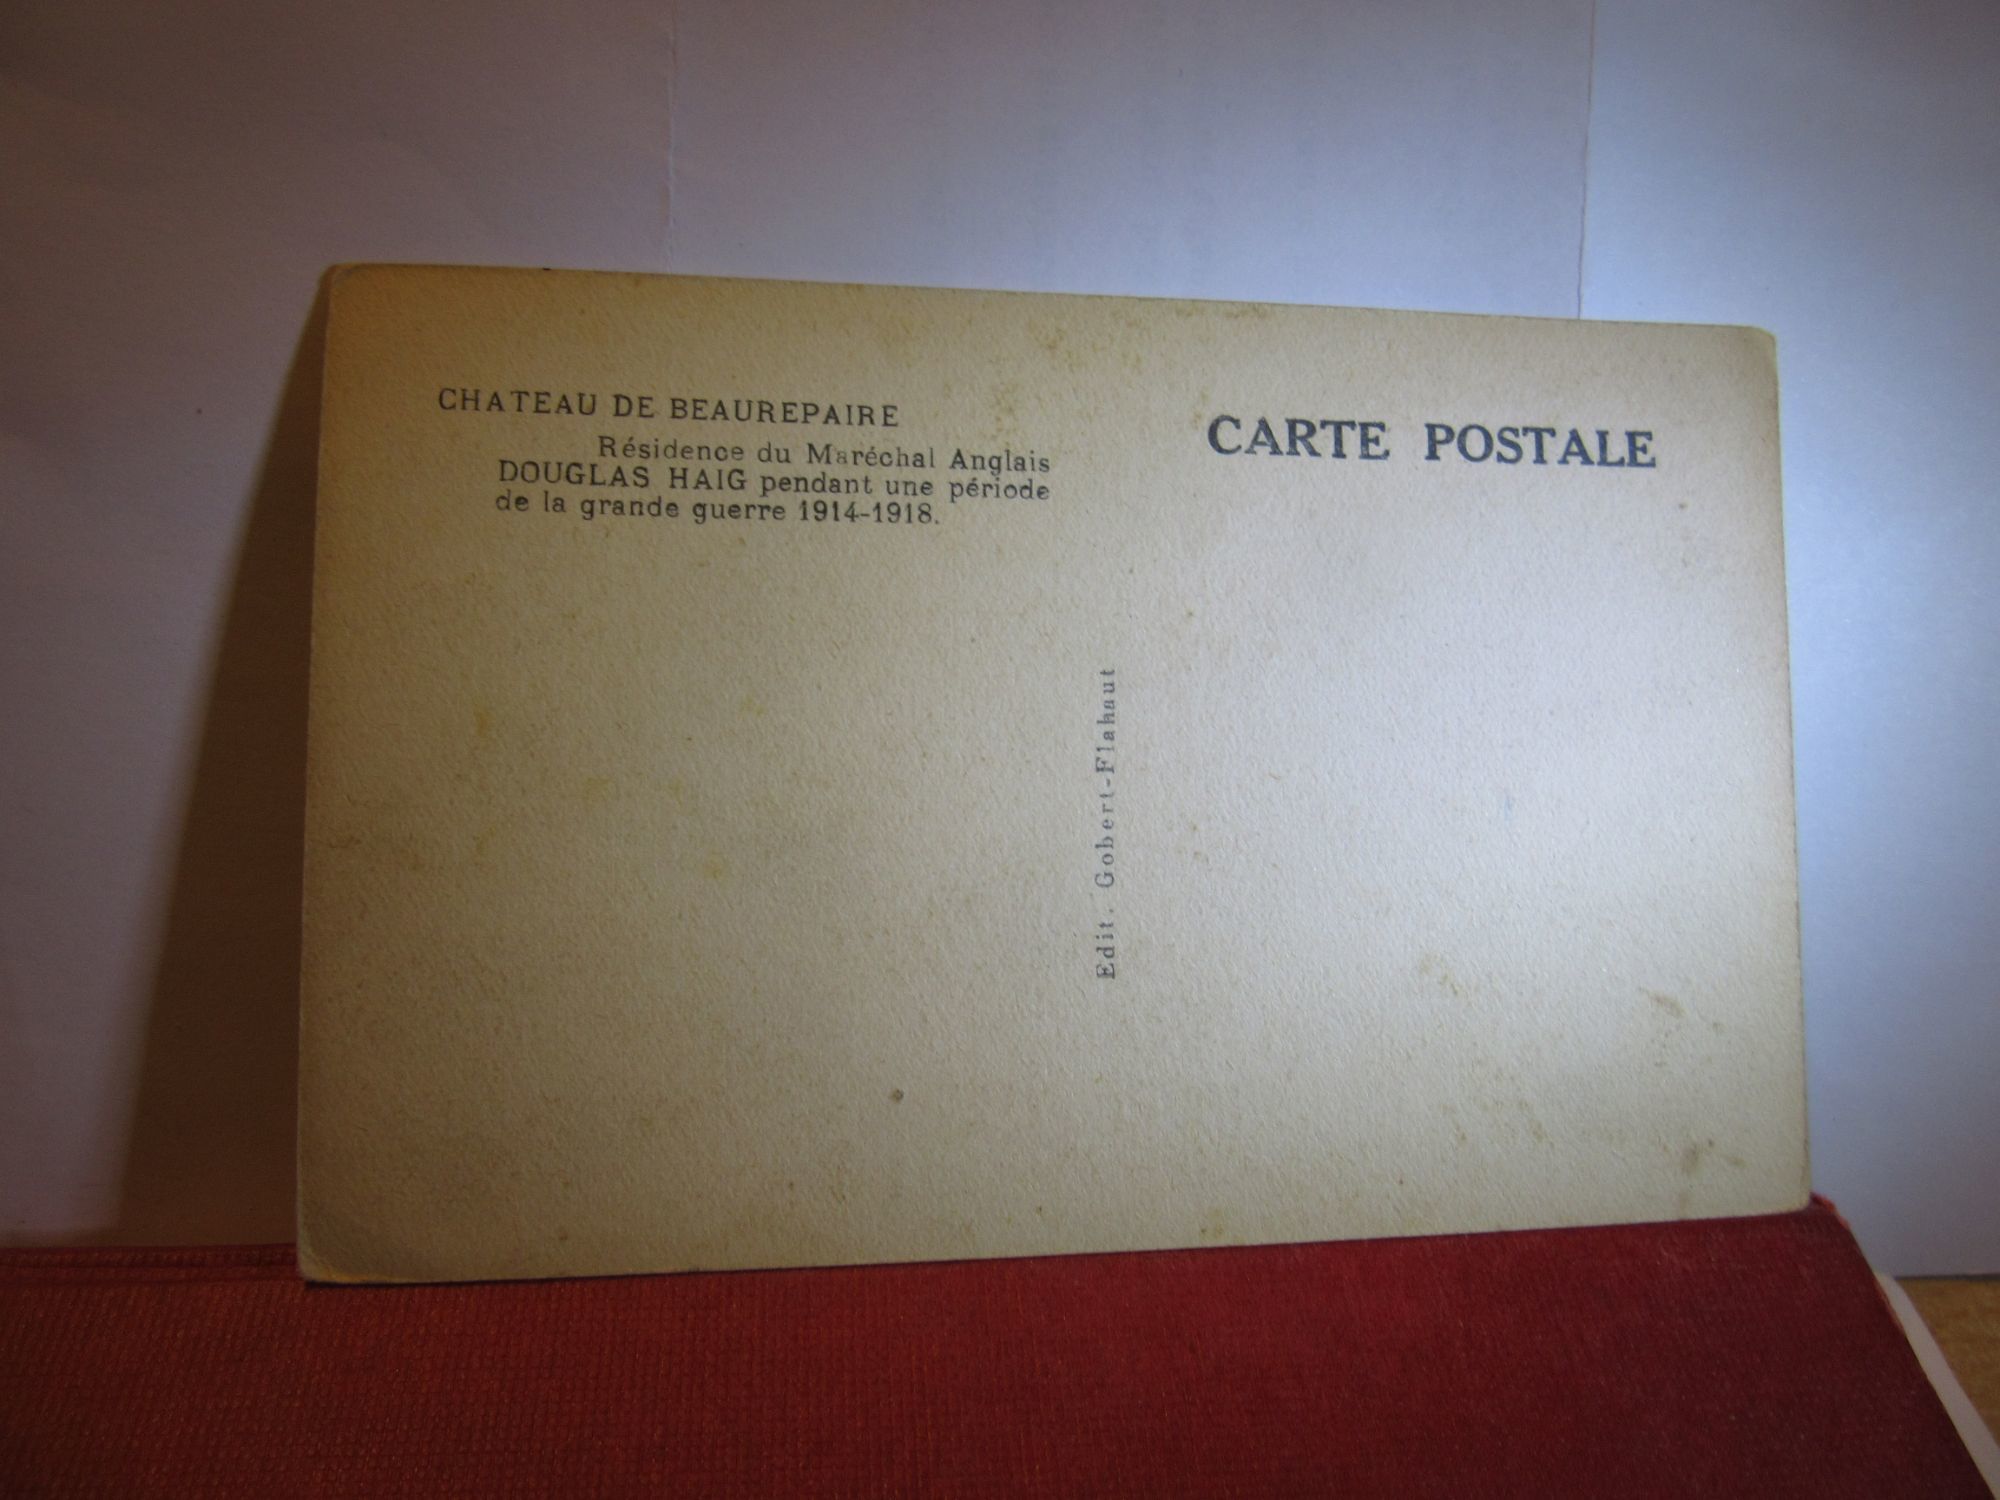 CHATEAU DE BEAUREPAIRE
Résidence du Maréchal Anglais
DOUGLAS HAIG pendant une période
de la grande guerre 1914-1918.
CARTE POSTALE
Edit. Gobert-Flahaut